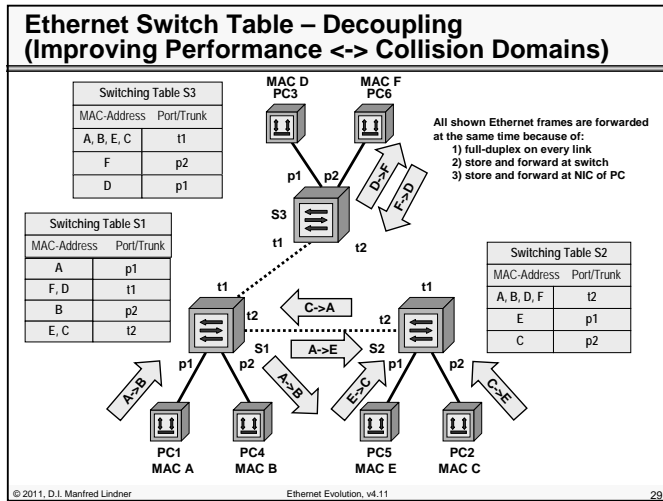 Ethernet Switch Table – Decoupling
(Improving Performance <-> Collision Domains)
Switching Table S3
MAC-Address Port/Trunk
A, B, E, C t1
F p2
D p1
MAC D
PC3
MAC F
PC6
All shown Ethernet frames are forwarded
at the same time because of:
1) full-duplex on every link
2) store and forward at switch
3) store and forward at NIC of PC
p1
p2
D->F
F->D
S3
t1
t2
Switching Table S1
MAC-Address Port/Trunk
A p1
F, D t1
B p2
E, C t2
Switching Table S2
MAC-Address Port/Trunk
A, B, D, F t2
E p1
C p2
t1
t1
C->A
t2
t2
A->E
S1
S2
p1
p2
p1
p2
A->B
A->B
E->C
C->E
PC1
MAC A
PC4
MAC B
PC5
MAC E
PC2
MAC C
© 2011, D.I. Manfred Lindner
Ethernet Evolution, v4.11
29